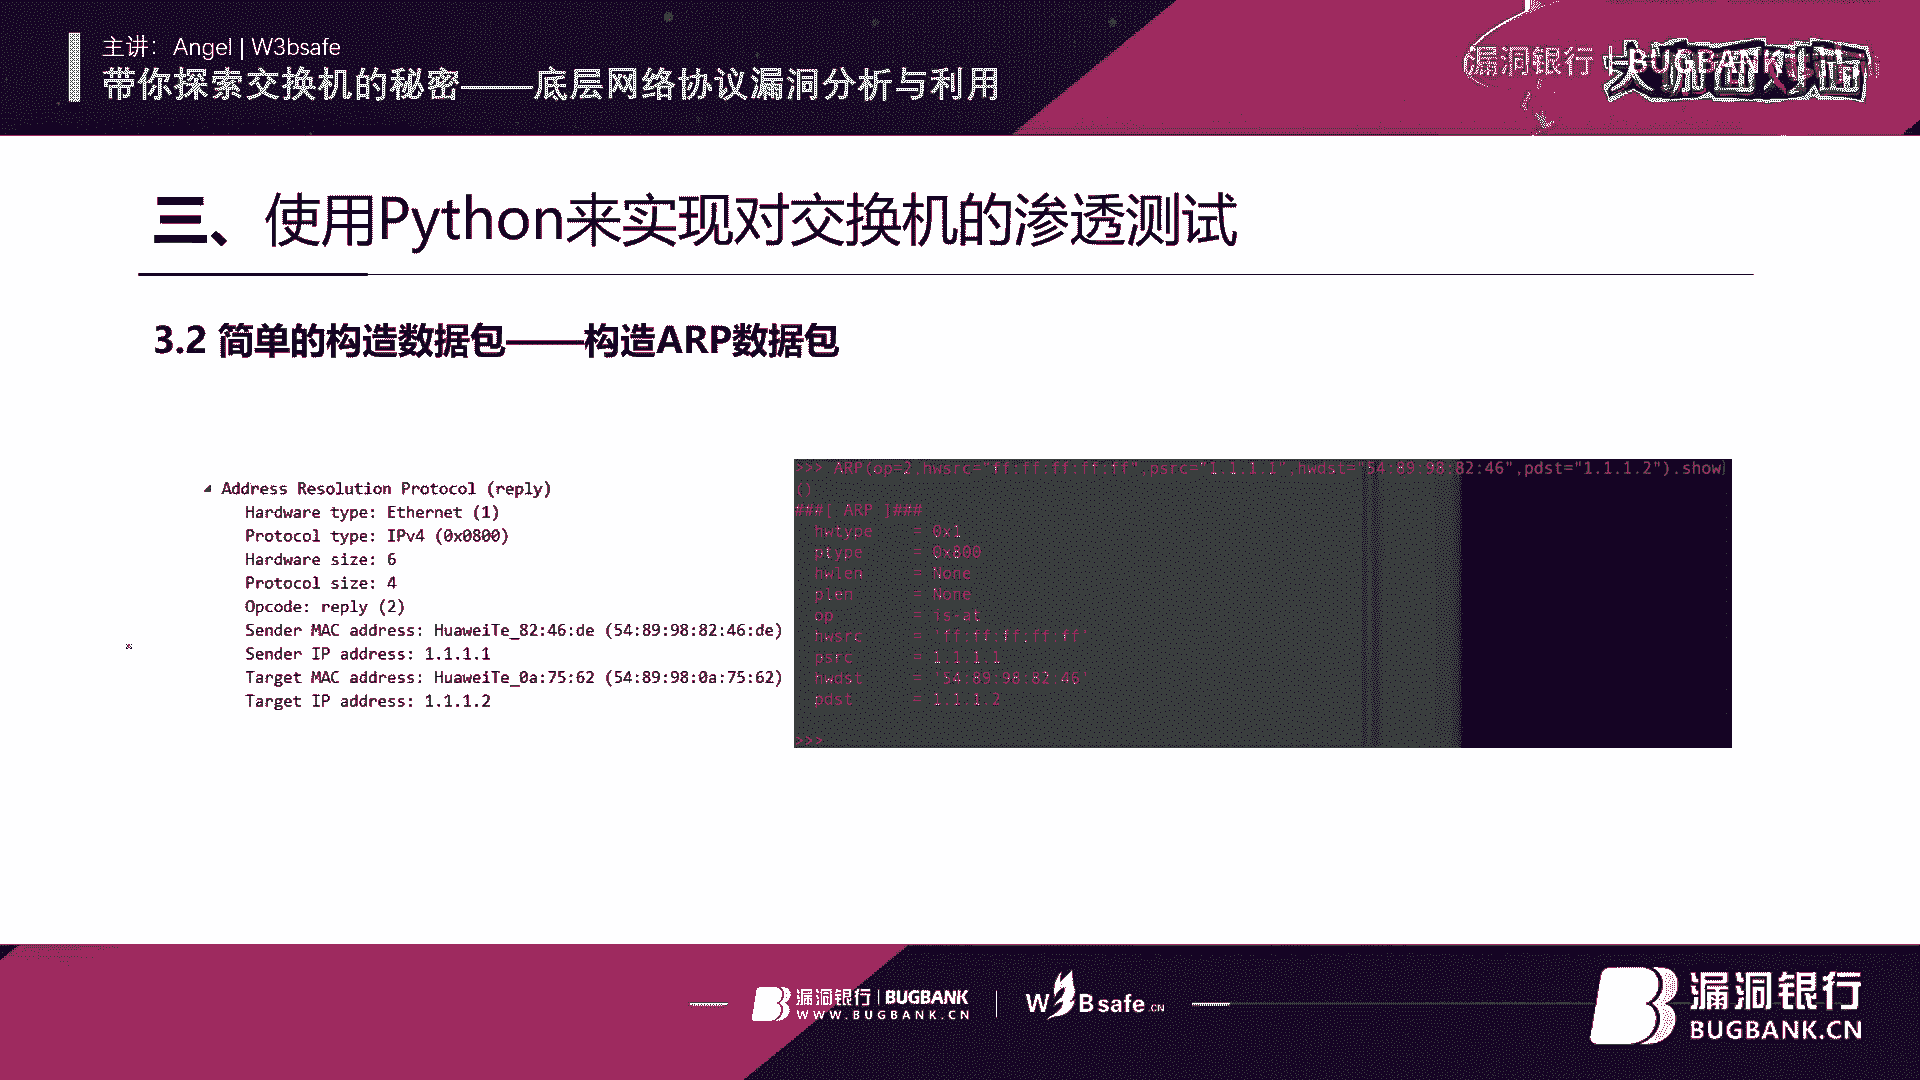 主讲：Angel | W3bsafe
带你探索交换机的秘密——底层网络协议漏洞分析与利用
漏洞银行 BUGBANK
大咖面对面
三、使用Python来实现对交换机的渗透测试
3.2 简单的构造数据包——构造ARP数据包
Address Resolution Protocol (reply)
Hardware type: Ethernet (1)
Protocol type: IPv4 (0x0800)
Hardware size: 6
Protocol size: 4
Opcode: reply (2)
Sender MAC address: HuaweiTe_82:46:de (54:89:98:82:46:de)
Sender IP address: 1.1.1.1
Target MAC address: HuaweiTe_0a:75:62 (54:89:98:0a:75:62)
Target IP address: 1.1.1.2
>>> ARP(op=2,hwsrc="ff:ff:ff:ff:ff",psrc="1.1.1.1",hwdst="54:89:98:82:46",pdst="1.1.1.2").show
()
###[ ARP ]###
hwtype = 0x1
ptype = 0x800
hwlen = None
plen = None
op = is-at
hwsrc = 'ff:ff:ff:ff:ff'
psrc = 1.1.1.1
hwdst = '54:89:98:82:46'
pdst = 1.1.1.2
>>>
漏洞银行 | BUGBANK
WWW.BUGBANK.CN
W3Bsafe.CN
漏洞银行
BUGBANK.CN